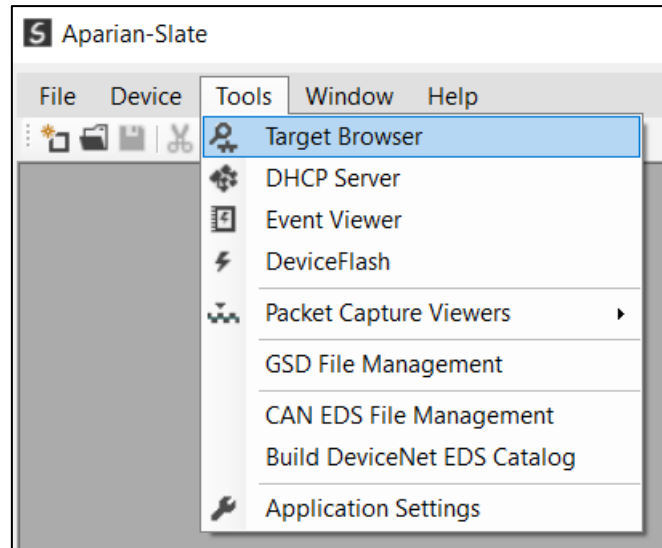 Aparian-Slate
File Device Tools Window Help
Target Browser
DHCP Server
Event Viewer
DeviceFlash
Packet Capture Viewers
GSD File Management
CAN EDS File Management
Build DeviceNet EDS Catalog
Application Settings